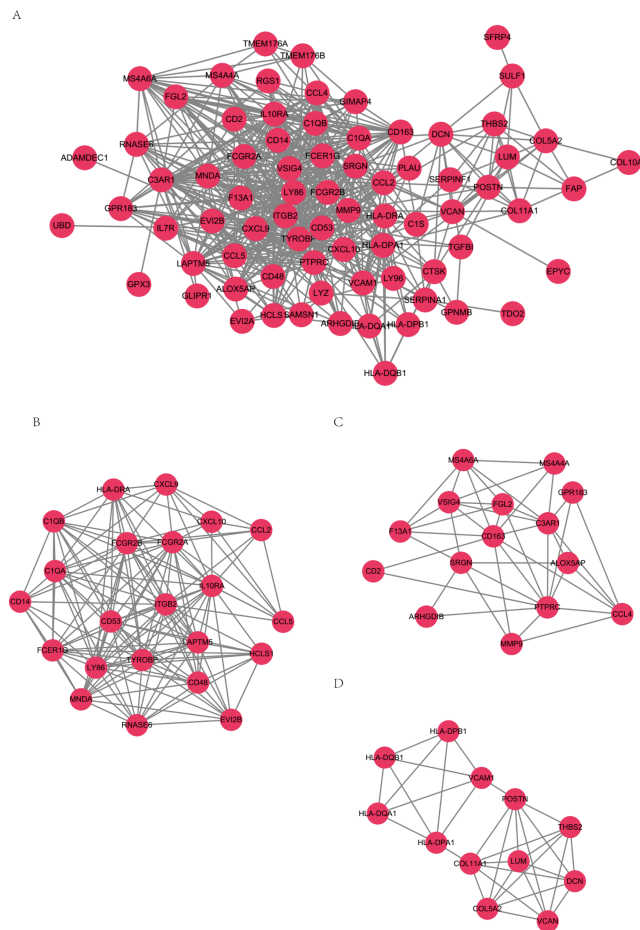 A
SFRP4
TMEM176A
TMEM176B
MS4A6A
MS4A4A
RGS1
SULF1
FGL2
CCL4
GIMAP4
CD2
IL10RA
C1QB
THBS2
RNASE6
CD14
C1QA
CD163
DCN
COL5A2
ADAMDEC1
FCGR2A
FCER1G
LUM
COL10A
C3AR1
MNDA
VSIG4
SRGN
PLAU
SERPINF1
POSTN
FAP
GPR183
F13A1
LY86
FCGR2B
CCL2
UBD
IL7R
EVI2B
ITGB2
MMP9
HLA-DRA
C1S
VCAN
COL11A1
CXCL9
CD53
TYROBP
CXCL10
HLA-DPA1
TGFBI
LAPTM5
CCL5
PTPRC
CTSK
EPYC
GPX3
GLIPR1
ALOX5AP
CD48
LYZ
VCAM1
LY96
SERPINA1
GPNMB
TDO2
EVI2A
HCLS
SAMSN1
ARHGDIB
HLA-DQA1
HLA-DPB1
HLA-DQB1
B
HLA-DRA
CXCL9
C1QB
CXCL10
CCL2
FCGR2B
FCGR2A
C1QA
IL10RA
CD14
ITGB2
CD53
CCL5
FCER1G
LAPTM5
HCLS1
LY86
TYROBP
CD48
MNDA
RNASE6
EVI2B
C
MS4A6A
MS4A4A
GPR183
VSIG4
FGL2
F13A1
C3AR1
CD163
CD2
SRGN
ALOX5AP
ARHGDIB
PTPRC
CCL4
MMP9
D
HLA-DPB1
HLA-DQB1
VCAM1
POSTN
HLA-DQA1
THBS2
HLA-DPA1
COL11A1
LUM
DCN
COL5A2
VCAN